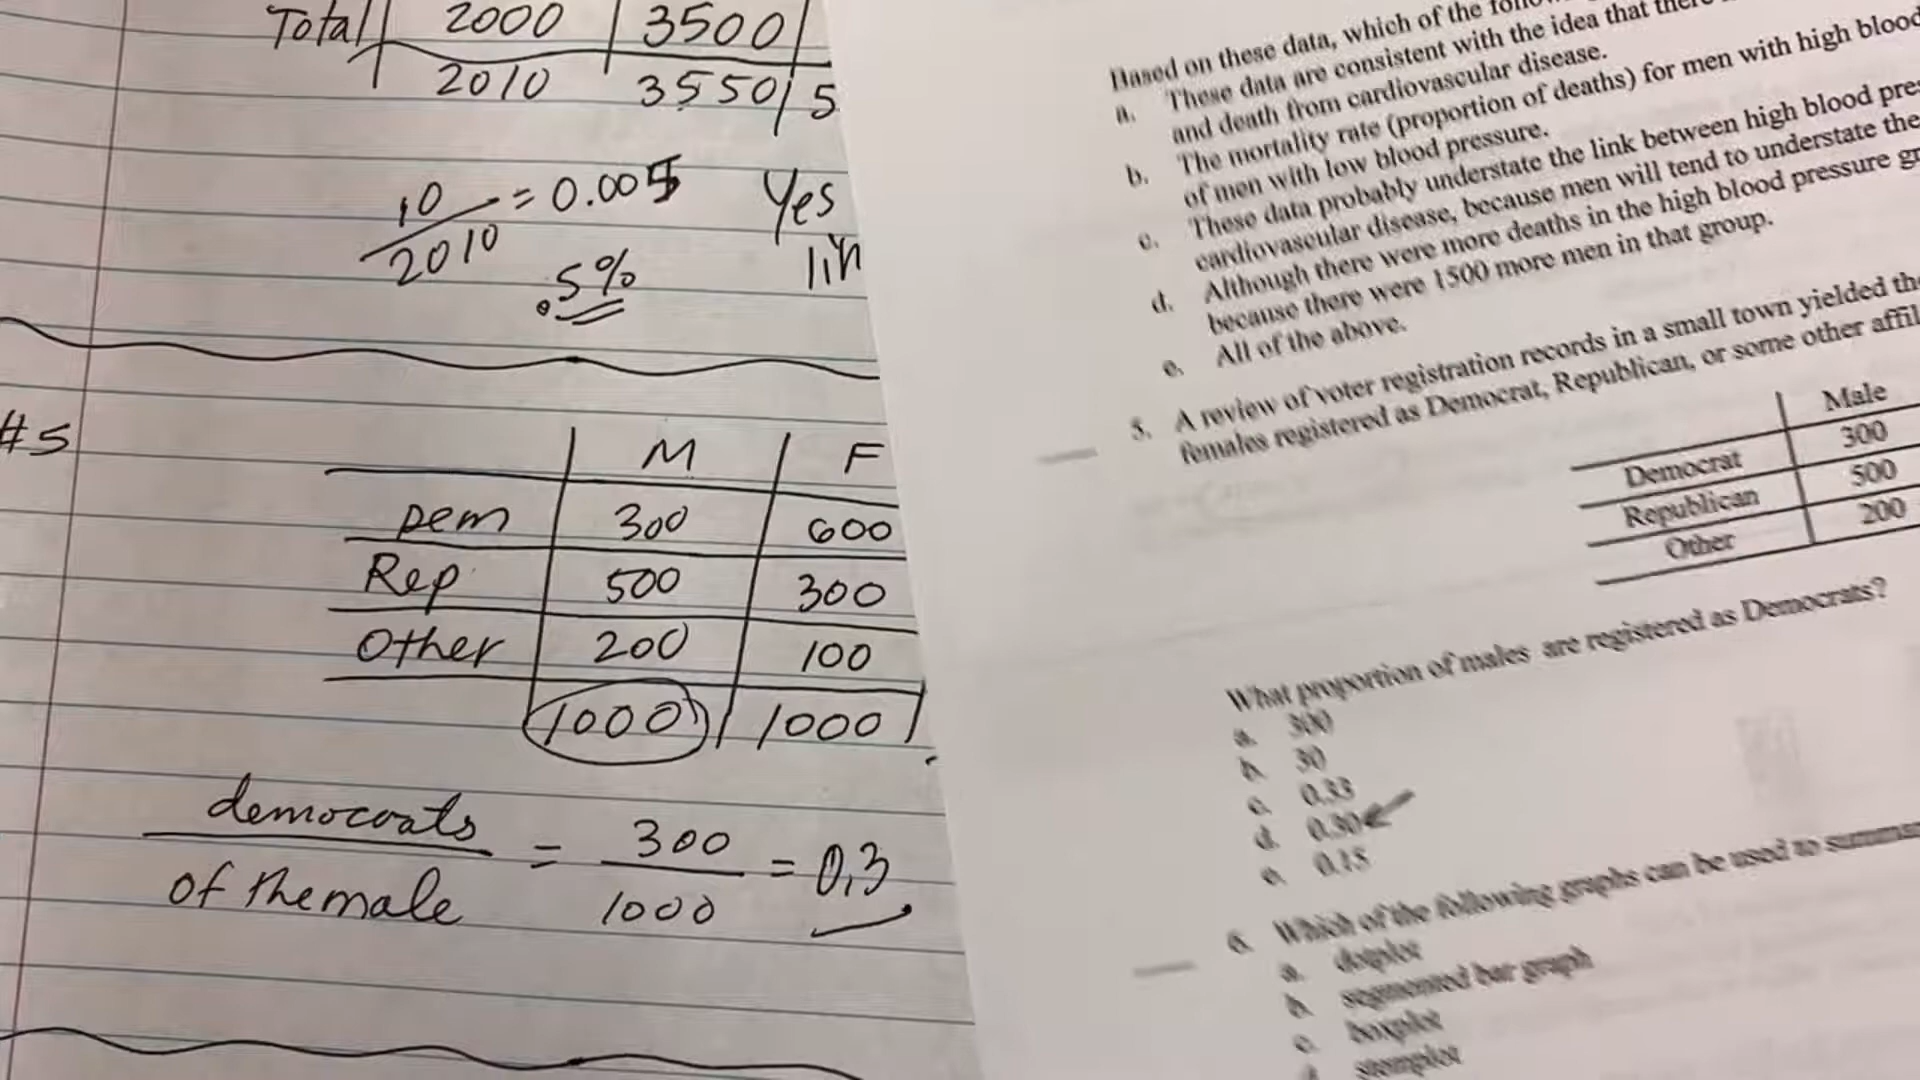 Total 2000 3500
2010 3550 5
10 / 2010 = 0.005 Yes
.5% lin
#5
M F
Dem 300 600
Rep 500 300
Other 200 100
1000 1000
democrats / of the male = 300 / 1000 = 0.3
Based on these data, which of the
a. These data are consistent with the idea that
and death from cardiovascular disease.
b. The mortality rate (proportion of deaths) for men with high blood
of men with low blood pressure.
c. These data probably understate the link between high blood
cardiovascular disease, because men will tend to understate the
d. Although there were more deaths in the high blood pressure
because there were 1500 more men in that group.
e. All of the above.
5. A review of voter registration records in a small town yielded
females registered as Democrat, Republican, or some other
Male
Democrat 300
Republican 500
Other 200
What proportion of males are registered as Democrats?
a. 300
b. 30
c. 0.33
d. 0.30
e. 0.15
6. Which of the following graphs can be used to
a. dotplot
b. segmented bar graph
c. boxplot
stemplot